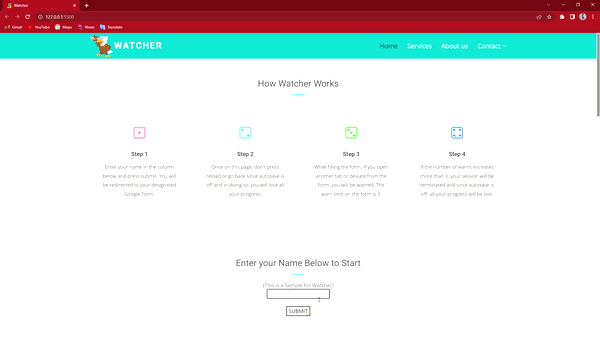 Watcher
127.0.0.1:5500
Gmail YouTube Maps News Translate
WATCHER
Home Services About us Contact
How Watcher Works
Step 1
Enter your name in the column
below and press submit. You will
be redirected to your designated
Google Form.
Step 2
Once on this page, don't press
reload or go back since autosave is
off and in doing so, you will lose all
your progress.
Step 3
While filling the form, if you open
another tab or deviate from the
form, you will be warned. The
warn limit on the form is 3.
Step 4
If the number of warns increases
more than 3, your session will be
terminated and since autosave is
off, all your progress will be lost.
Enter your Name Below to Start
(This is a Sample for Watcher)
SUBMIT